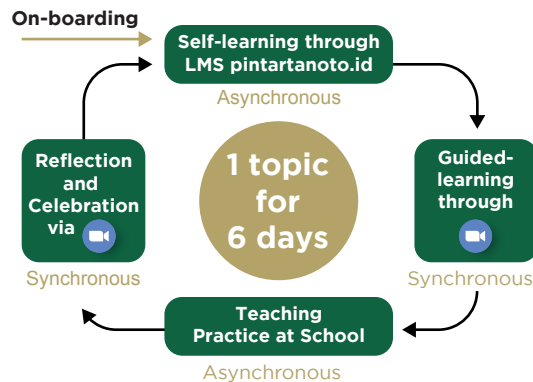 On-boarding
Self-learning through
LMS pintartanoto.id
Asynchronous
Reflection
and
Celebration
via
Synchronous
1 topic
for
6 days
Guided-
learning
through
Synchronous
Teaching
Practice at School
Asynchronous